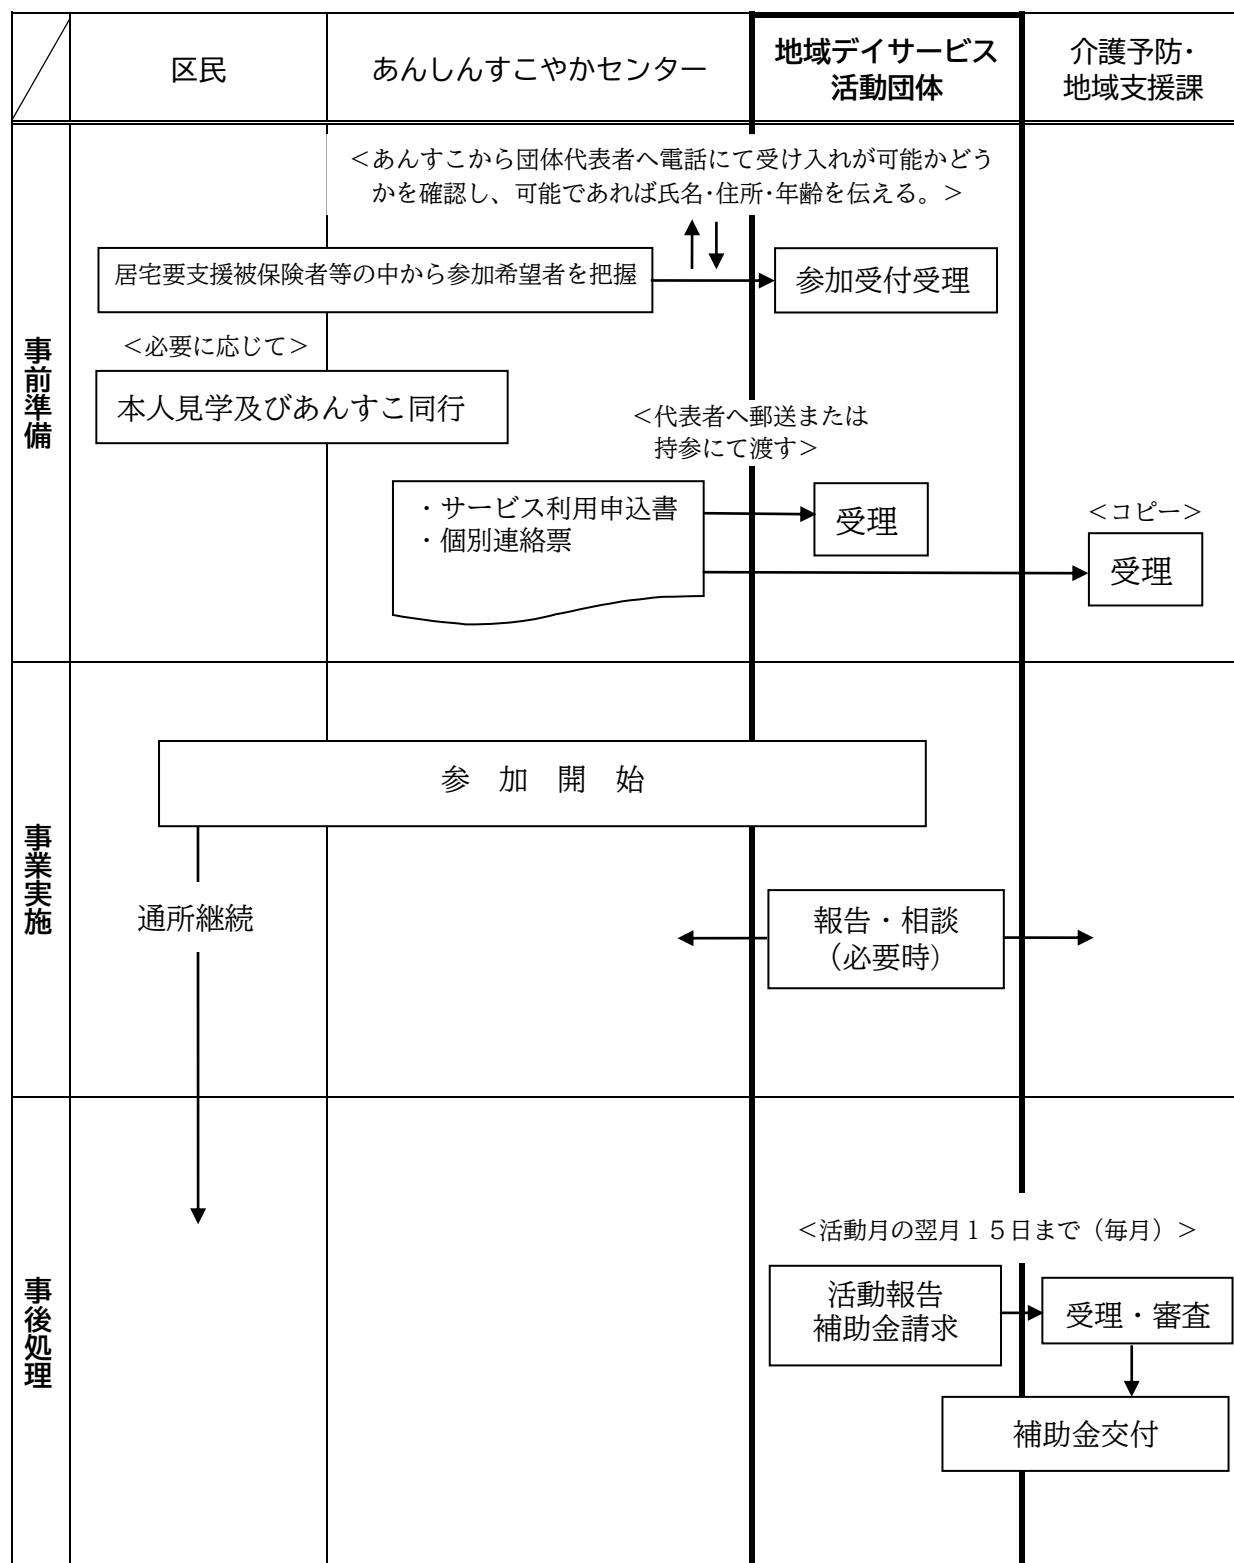 区民
あんしんすこやかセンター
地域デイサービス
活動団体
介護予防・
地域支援課
事前準備
＜あんすこから団体代表者へ電話にて受け入れが可能かどう
かを確認し、可能であれば氏名・住所・年齢を伝える。＞
居宅要支援被保険者等の中から参加希望者を把握
参加受付受理
＜必要に応じて＞
本人見学及びあんすこ同行
＜代表者へ郵送または
持参にて渡す＞
・サービス利用申込書
・個別連絡票
受理
＜コピー＞
受理
事業実施
参　加　開　始
通所継続
報告・相談
（必要時）
事後処理
＜活動月の翌月１５日まで（毎月）＞
活動報告
補助金請求
受理・審査
補助金交付